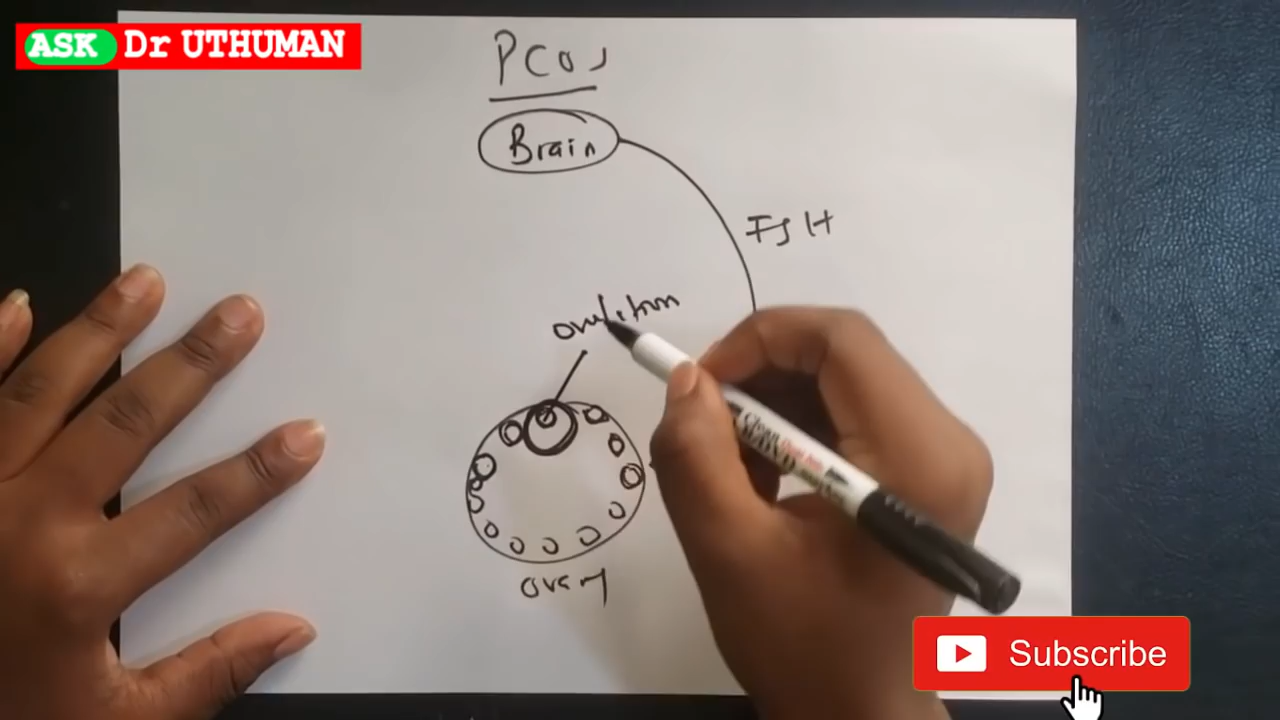 ASK Dr UTHUMAN
PCOS
Brain
FSH
ovulation
ovary
Subscribe